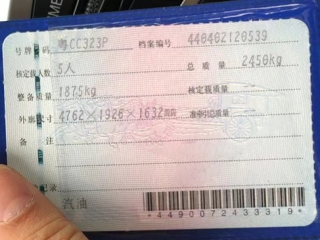 号牌号码 粤CC323P 档案编号 440402120539
核定载人数 5人 总质量 2450kg
整备质量 1875kg 核定载质量
外廓尺寸 4762×1926×1632mm 准牵引总质量
备注
记录
汽油
*4490072433319*